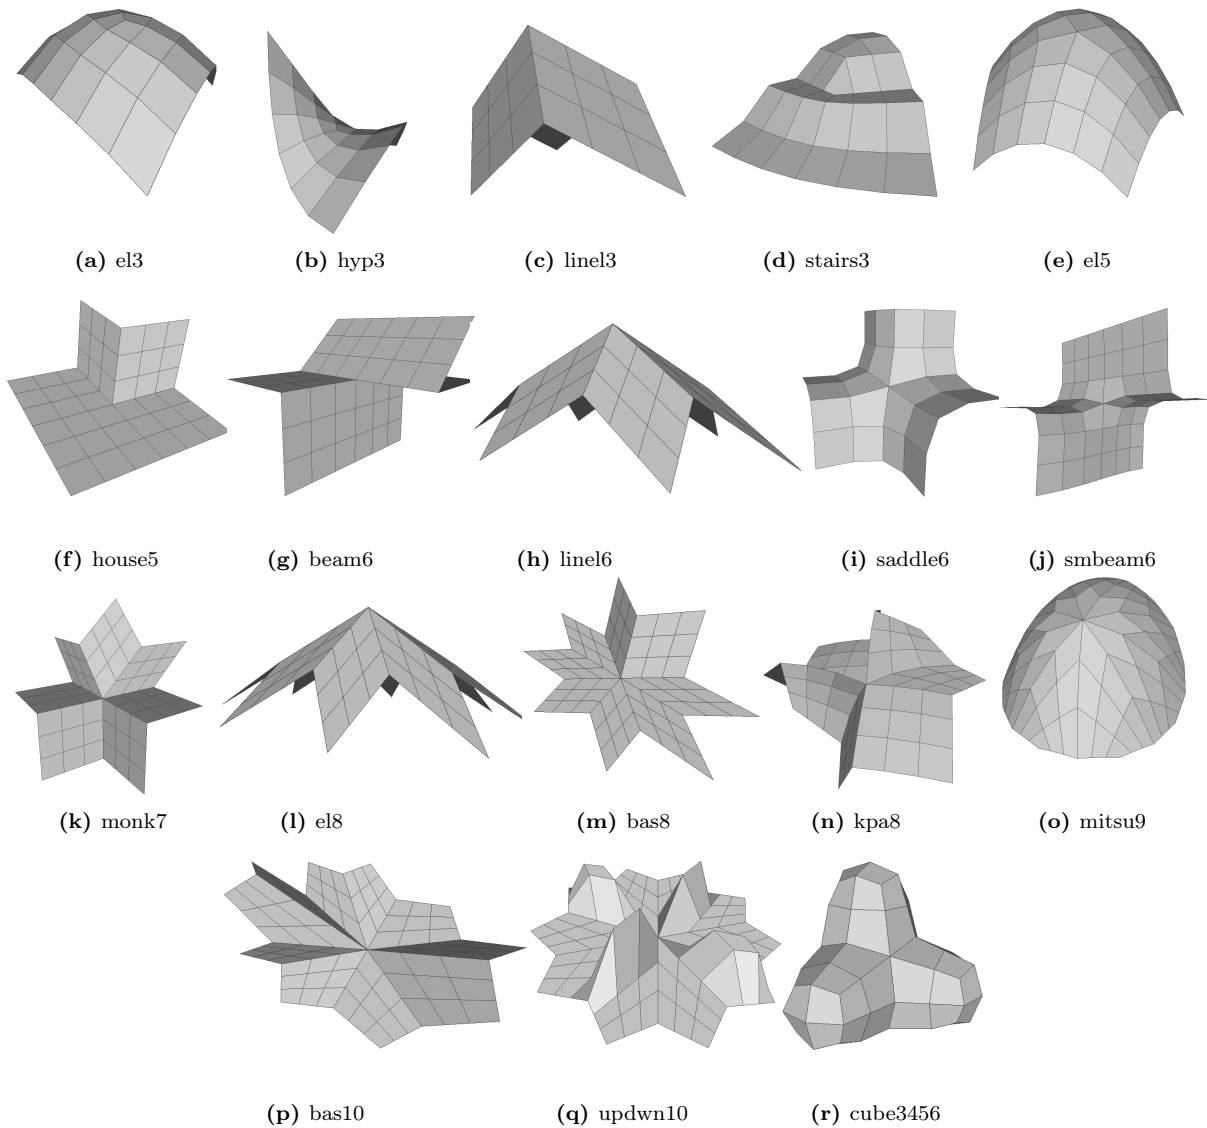 (a) el3 (b) hyp3 (c) linel3 (d) stairs3 (e) el5
(f) house5 (g) beam6 (h) linel6 (i) saddle6 (j) smbeam6
(k) monk7 (l) el8 (m) bas8 (n) kpa8 (o) mitsu9
(p) bas10 (q) updwn10 (r) cube3456